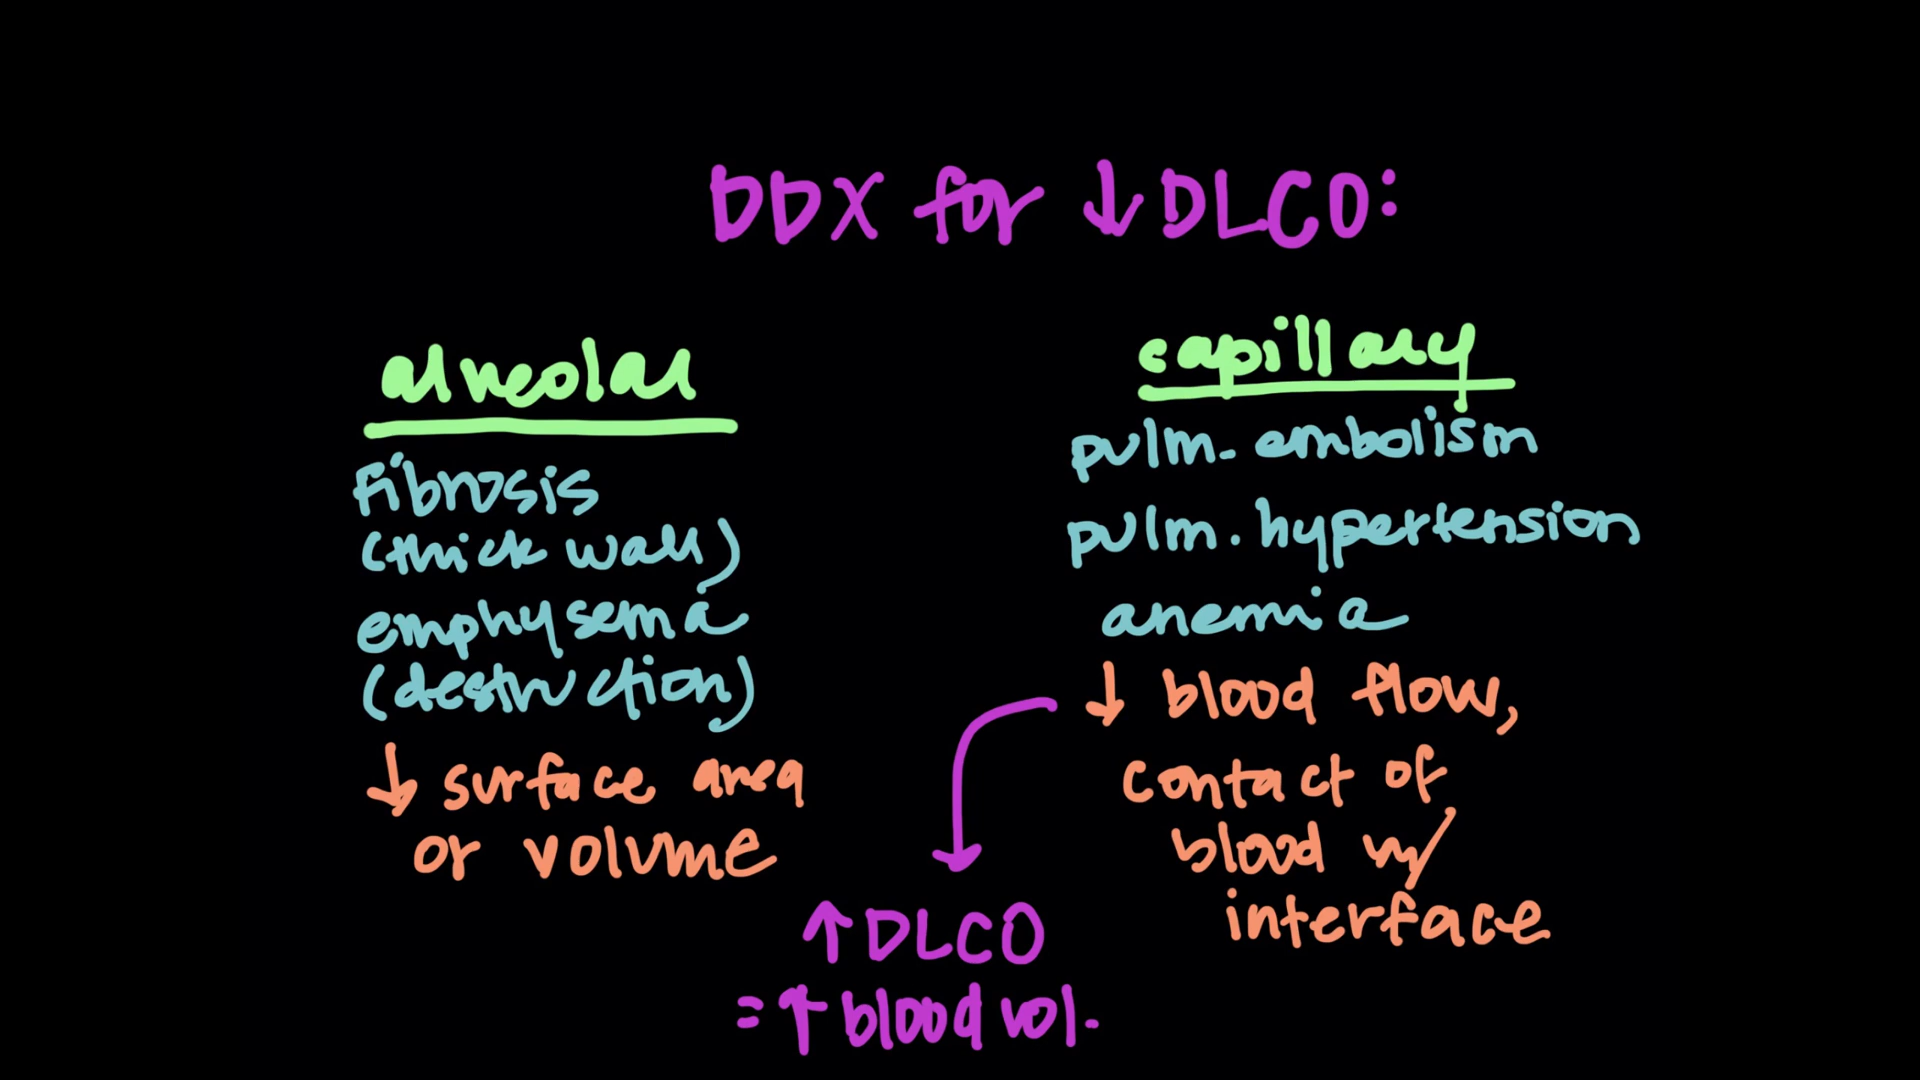 DDX for ↓DLCO:
alveolar
fibrosis
(thick wall)
emphysema
(destruction)
↓ surface area
or volume
capillary
pulm. embolism
pulm. hypertension
anemia
↓ blood flow,
contact of
blood w/
interface
↑DLCO
=↑blood vol.